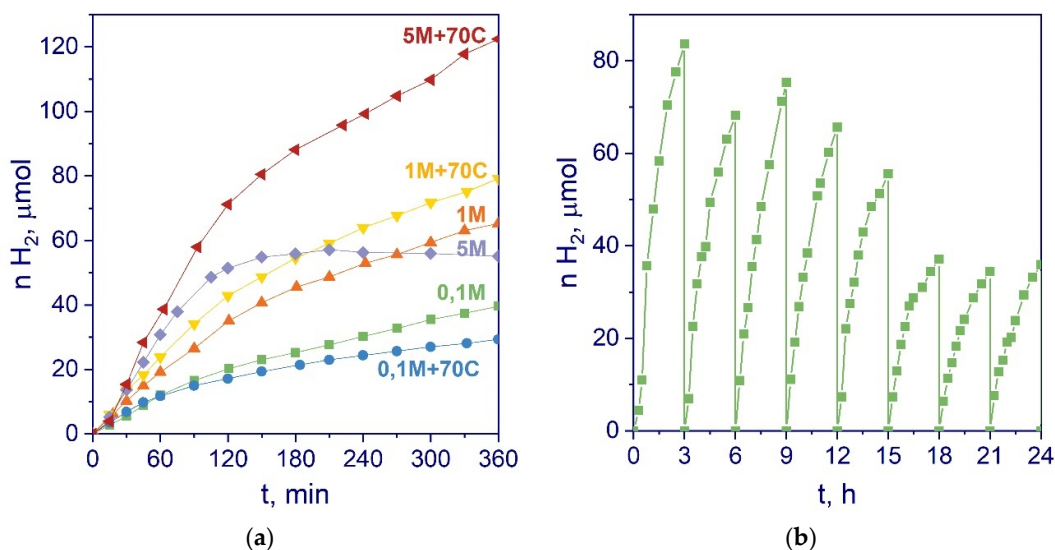 n H₂, μmol
120
100
80
60
40
20
0
5M+70C
1M+70C
1M
5M
0,1M
0,1M+70C
0 60 120 180 240 300 360
t, min
(a)
n H₂, μmol
80
60
40
20
0
0 3 6 9 12 15 18 21 24
t, h
(b)